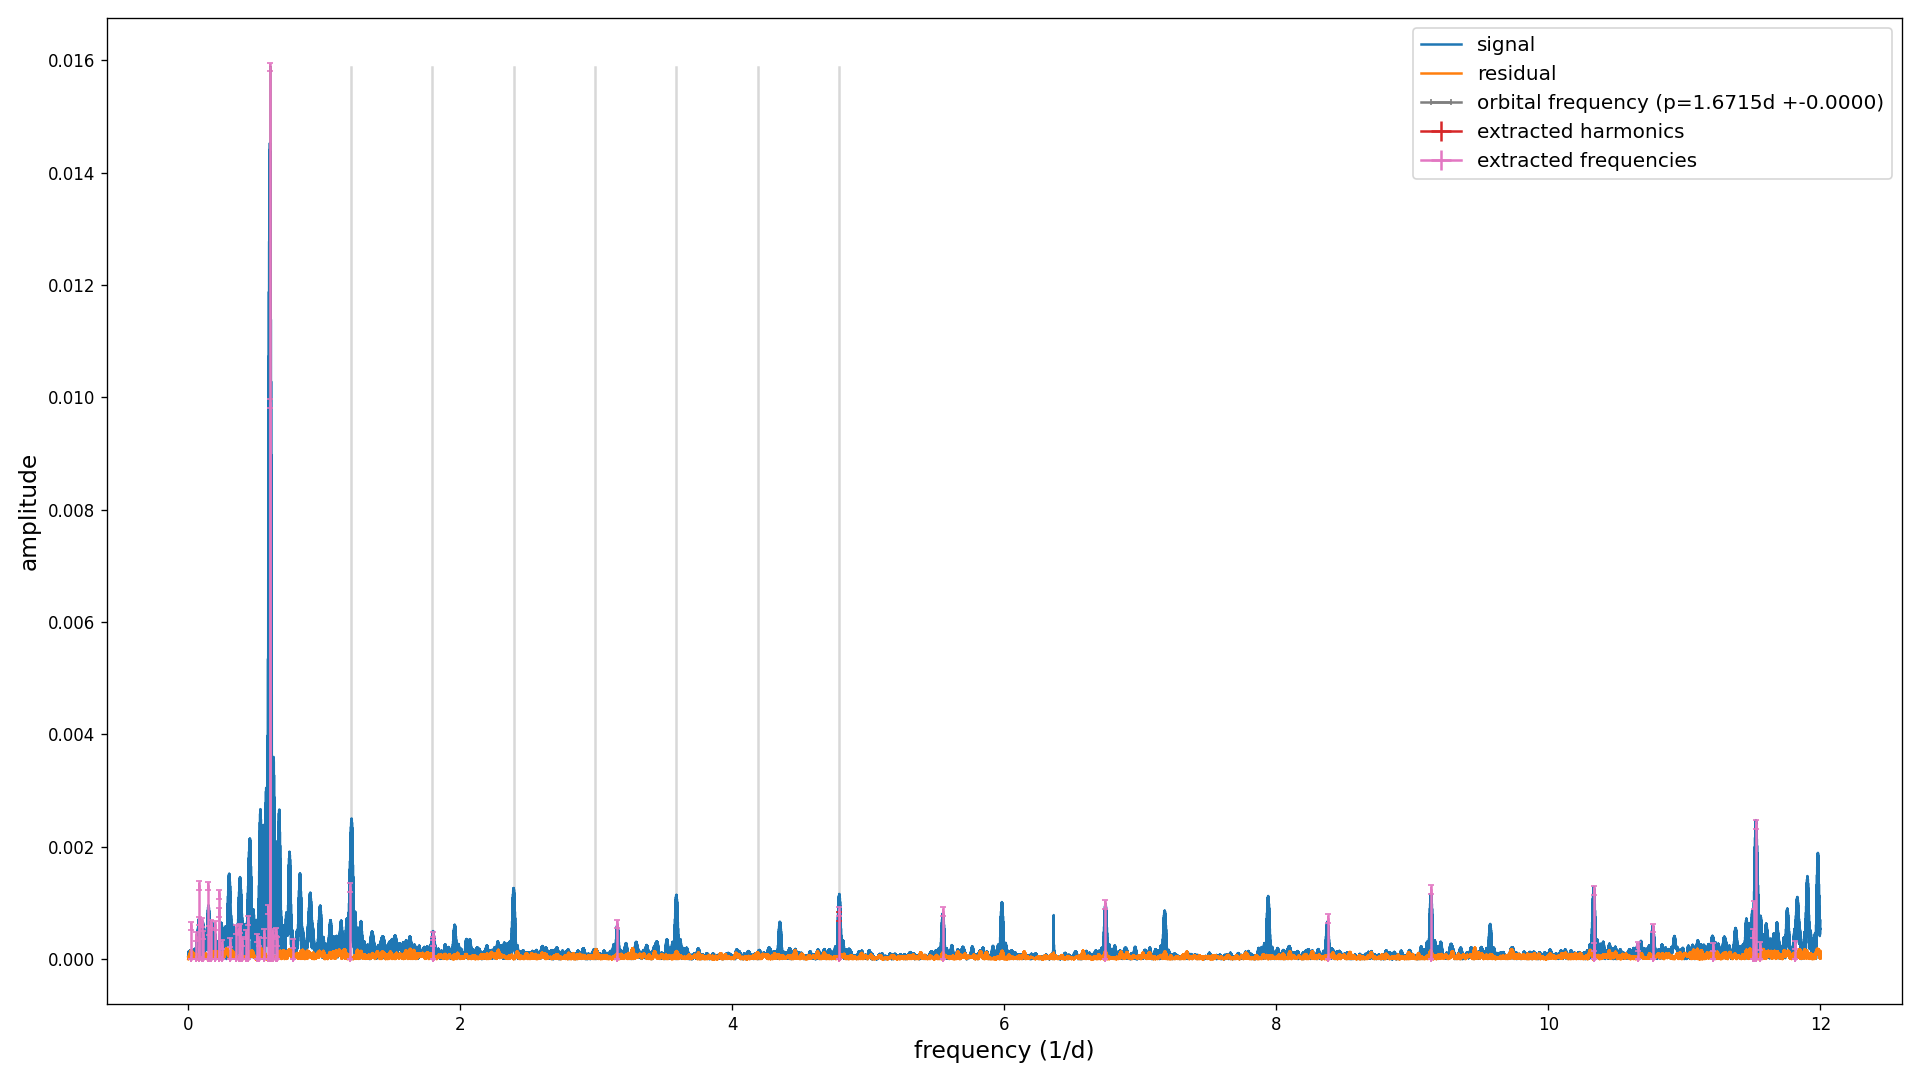 signal
residual
orbital frequency (p=1.6715d +-0.0000)
extracted harmonics
extracted frequencies
0.016
0.014
0.012
0.010
0.008
0.006
0.004
0.002
0.000
amplitude
0 2 4 6 8 10 12
frequency (1/d)